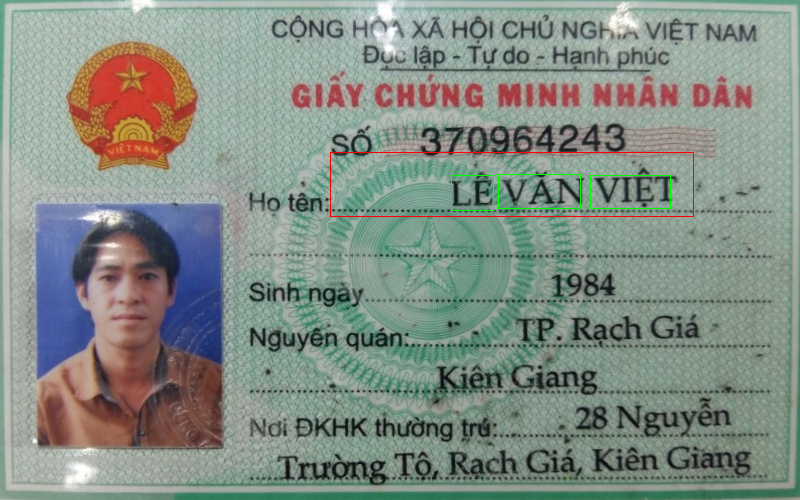 CỘNG HÒA XÃ HỘI CHỦ NGHĨA VIỆT NAM
Độc lập - Tự do - Hạnh phúc
GIẤY CHỨNG MINH NHÂN DÂN
VIỆT NAM
SỐ 370964243
Họ tên: LÊ VĂN VIỆT
Sinh ngày 1984
Nguyên quán: TP. Rạch Giá
Kiên Giang
Nơi ĐKHK thường trú: 28 Nguyễn
Trường Tộ, Rạch Giá, Kiên Giang